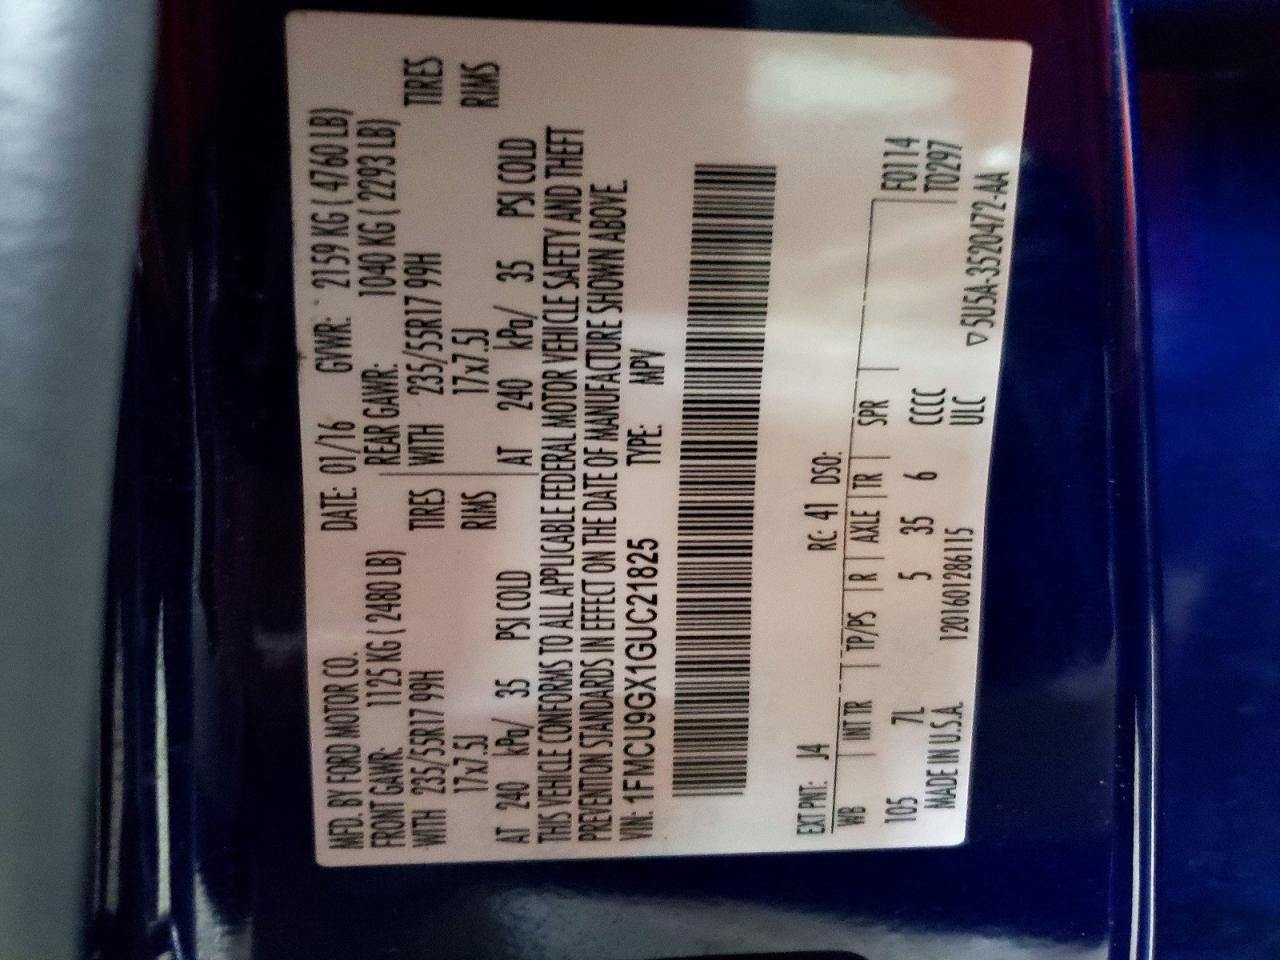 MFD. BY FORD MOTOR CO. DATE: 01/16 GVWR: 2159 KG ( 4760 LB)
FRONT GAWR: 1125 KG ( 2480 LB) REAR GAWR: 1040 KG ( 2293 LB)
WITH 235/55R17 99H TIRES WITH 235/55R17 99H TIRES
17x7.5J RIMS 17x7.5J RIMS
AT 240 kPa/ 35 PSI COLD AT 240 kPa/ 35 PSI COLD
THIS VEHICLE CONFORMS TO ALL APPLICABLE FEDERAL MOTOR VEHICLE SAFETY AND THEFT
PREVENTION STANDARDS IN EFFECT ON THE DATE OF MANUFACTURE SHOWN ABOVE.
VIN: 1FMCU9GX1GUC21825 TYPE: MPV
EXT PNT: J4 RC: 41 DSO:
WB | INT TR | TP/PS | R | AXLE | TR | SPR | F0114
105 7L 5 35 6 CCCC T0297
MADE IN U.S.A. 1201601286115 ULC
▽5U5A-3520472-AA